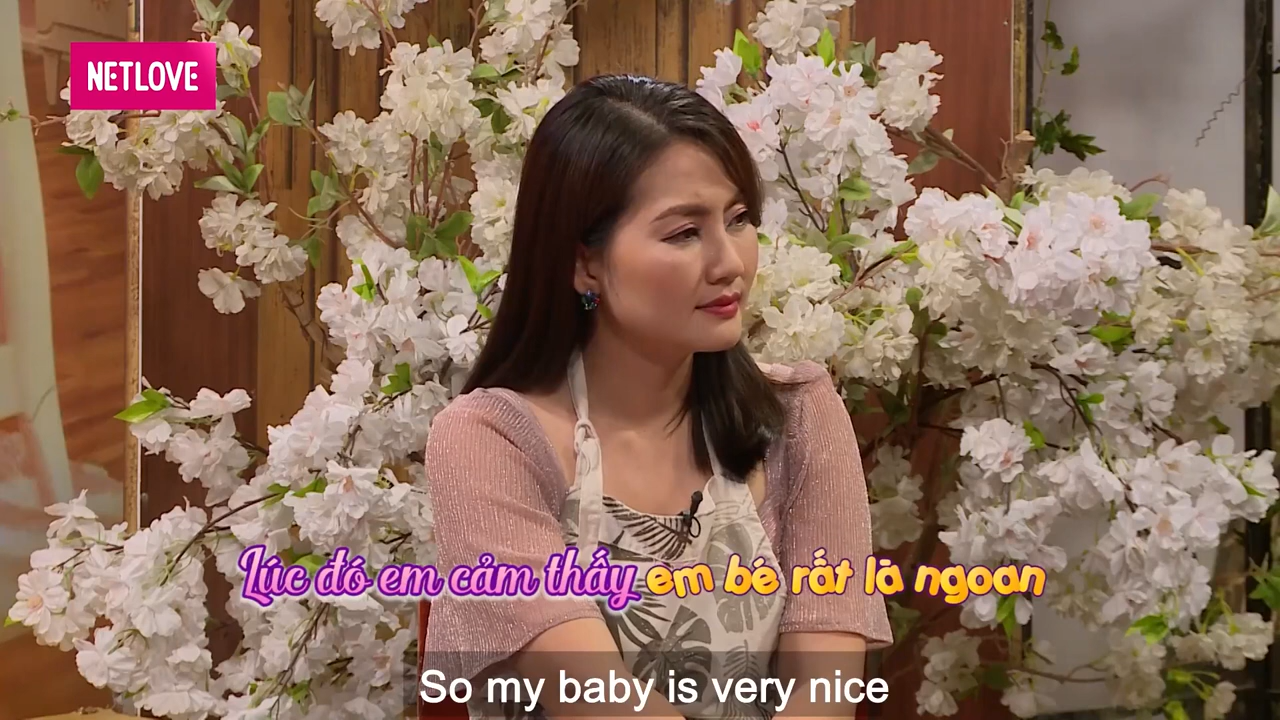 NETLOVE
Lúc đó em cảm thấy em bé rất là ngoan
So my baby is very nice